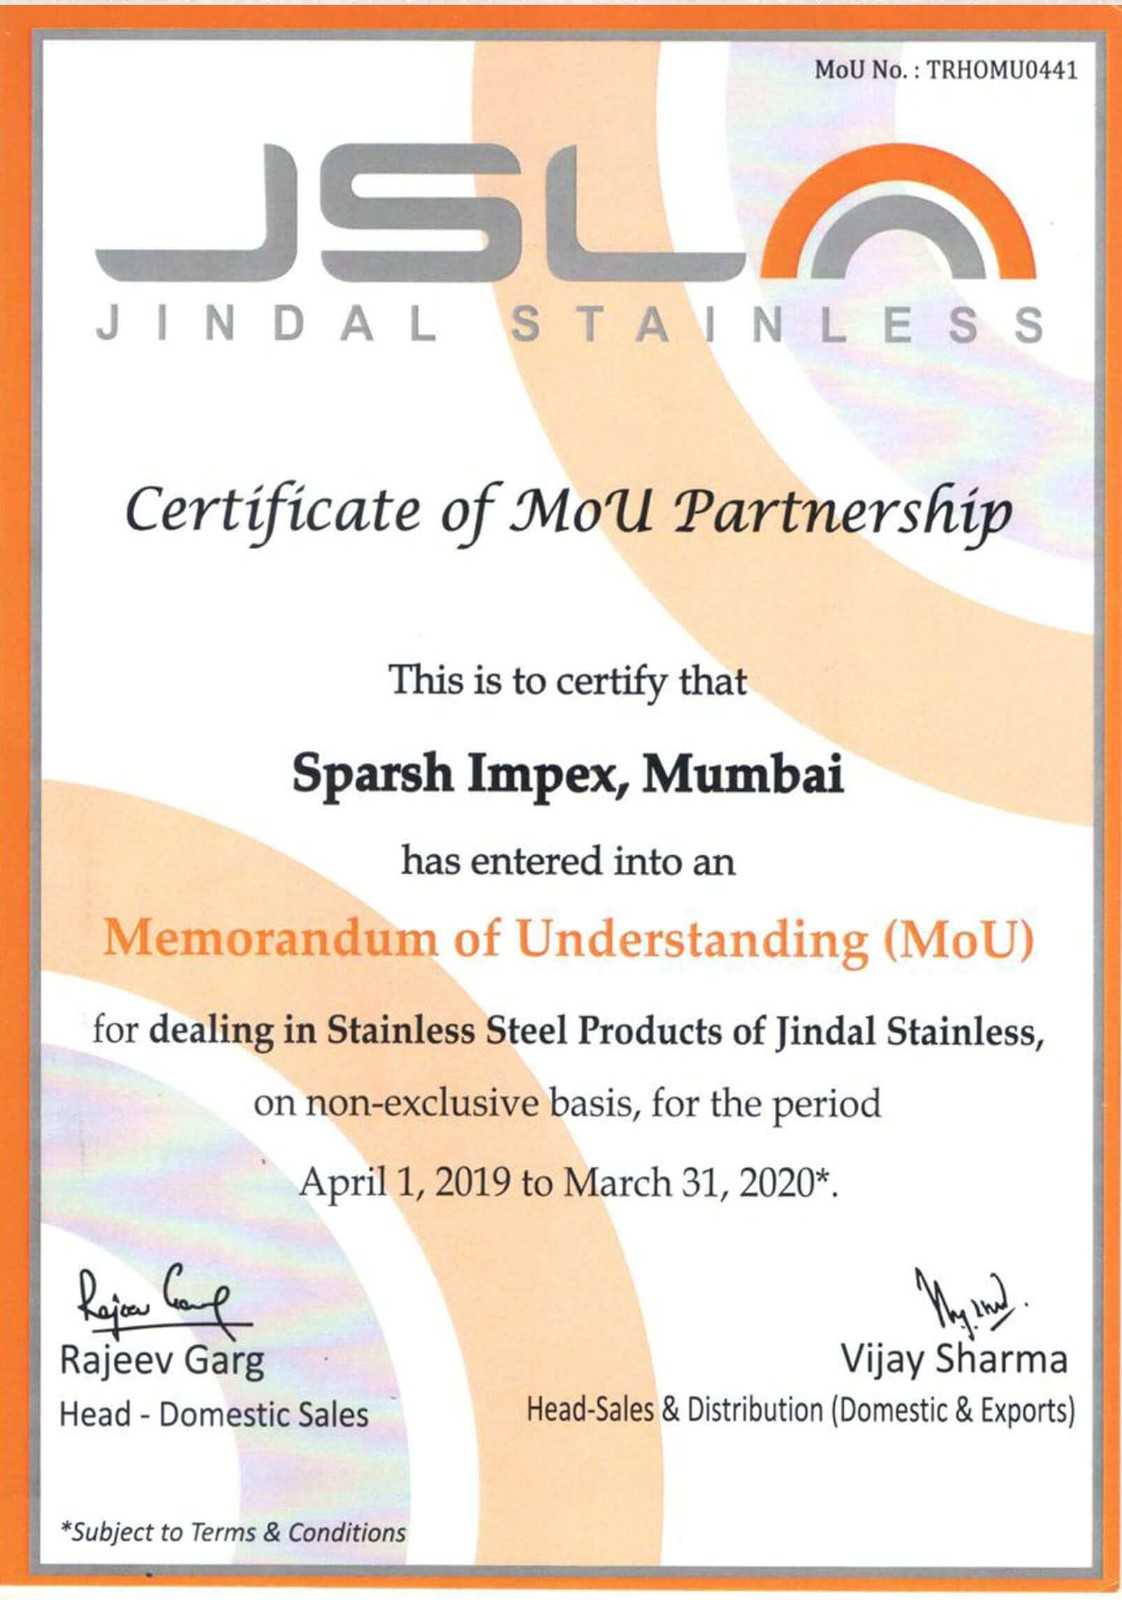 MoU No. : TRHOMU0441
JSL
JINDAL STAINLESS
Certificate of MoU Partnership
This is to certify that
Sparsh Impex, Mumbai
has entered into an
Memorandum of Understanding (MoU)
for dealing in Stainless Steel Products of Jindal Stainless,
on non-exclusive basis, for the period
April 1, 2019 to March 31, 2020*.
Rajeev Garg
Rajeev Garg
Head - Domestic Sales
Vijay Sharma
Head-Sales & Distribution (Domestic & Exports)
*Subject to Terms & Conditions